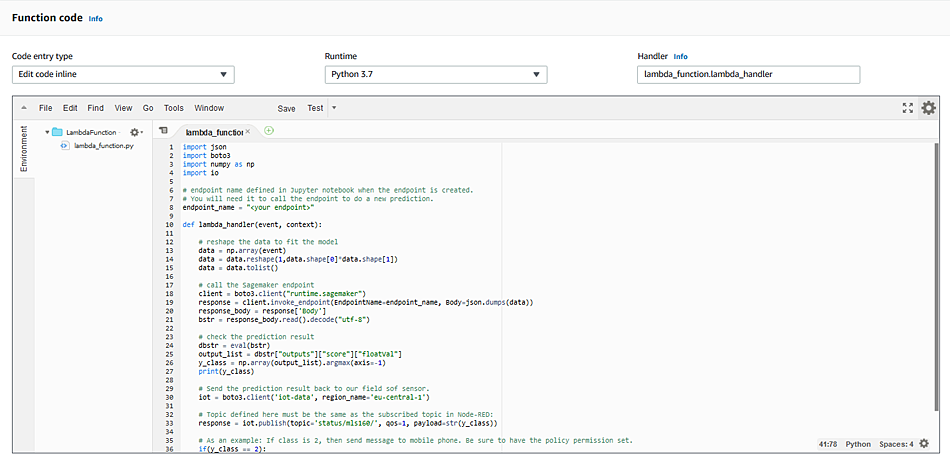 Function code Info
Code entry type
Edit code inline
Runtime
Python 3.7
Handler Info
lambda_function.lambda_handler
File Edit Find View Go Tools Window Save Test
Environment
LambdaFunction
lambda_function.py
lambda_function
1 import json
2 import boto3
3 import numpy as np
4 import io
5
6 # endpoint name defined in Jupyter notebook when the endpoint is created.
7 # You will need it to call the endpoint to do a new prediction.
8 endpoint_name = "<your endpoint>"
9
10 def lambda_handler(event, context):
11
12     # reshape the data to fit the model
13     data = np.array(event)
14     data = data.reshape(1,data.shape[0]*data.shape[1])
15     data = data.tolist()
16
17     # call the Sagemaker endpoint
18     client = boto3.client("runtime.sagemaker")
19     response = client.invoke_endpoint(EndpointName=endpoint_name, Body=json.dumps(data))
20     response_body = response['Body']
21     bstr = response_body.read().decode("utf-8")
22
23     # check the prediction result
24     dbstr = eval(bstr)
25     output_list = dbstr["outputs"]["score"]["floatVal"]
26     y_class = np.array(output_list).argmax(axis=-1)
27     print(y_class)
28
29     # Send the prediction result back to our field sof sensor.
30     iot = boto3.client('iot-data', region_name='eu-central-1')
31
32     # Topic defined here must be the same as the subscribed topic in Node-RED:
33     response = iot.publish(topic='status/mls160/', qos=1, payload=str(y_class))
34
35     # As an example: If class is 2, then send message to mobile phone. Be sure to have the policy permission set.
36     if(y_class == 2):
41:78 Python Spaces: 4